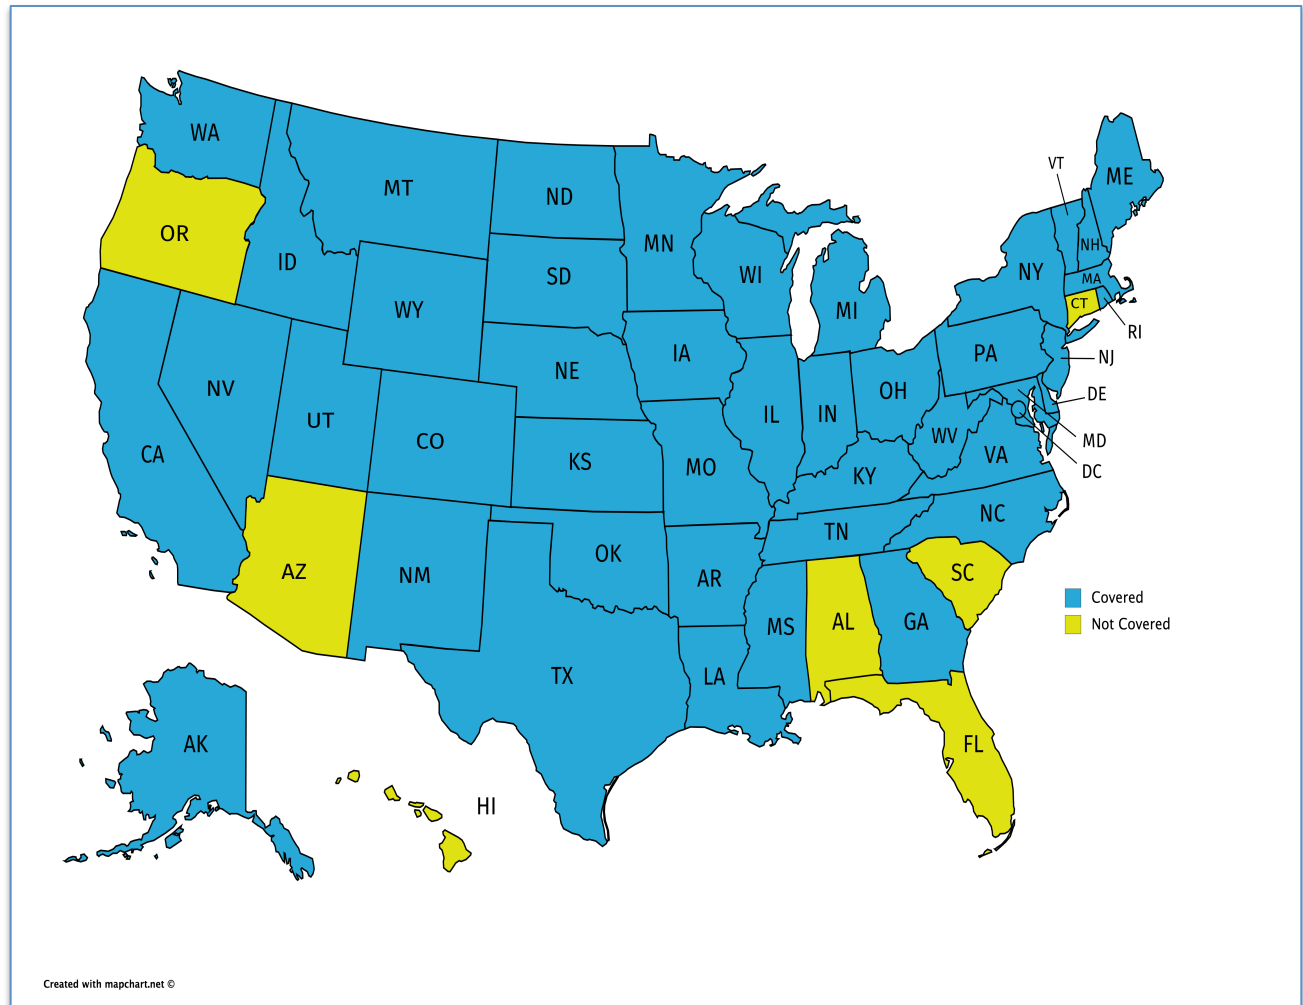 WA
VT
ME
MT
ND
OR
MN
NH
ID
SD
WI
NY
MA
WY
MI
CT
RI
IA
PA
NJ
NE
NV
OH
DE
UT
IL
IN
CO
WV
MD
CA
KS
MO
KY
VA
DC
NC
TN
OK
AZ
NM
AR
SC
Covered
MS
AL
GA
Not Covered
TX
LA
AK
FL
HI
Created with mapchart.net ©